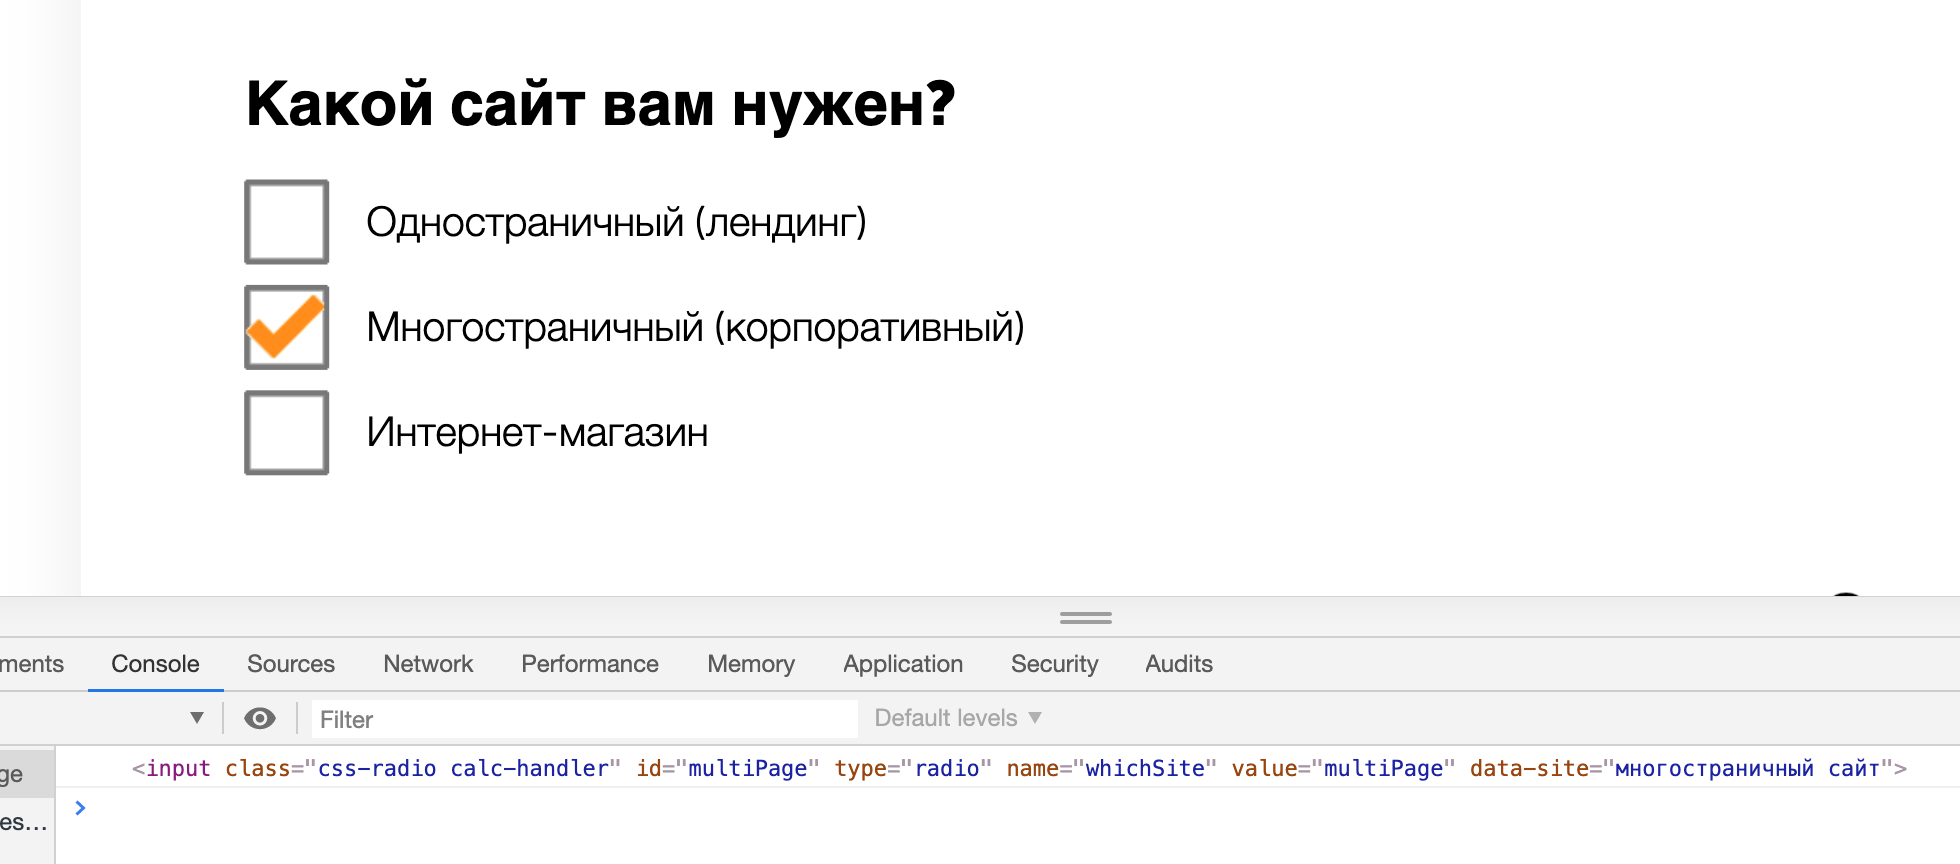 Какой сайт вам нужен?
Одностраничный (лендинг)
Многостраничный (корпоративный)
Интернет-магазин
ments Console Sources Network Performance Memory Application Security Audits
Filter Default levels ▼
ge
<input class="css-radio calc-handler" id="multiPage" type="radio" name="whichSite" value="multiPage" data-site="многостраничный сайт">
es...